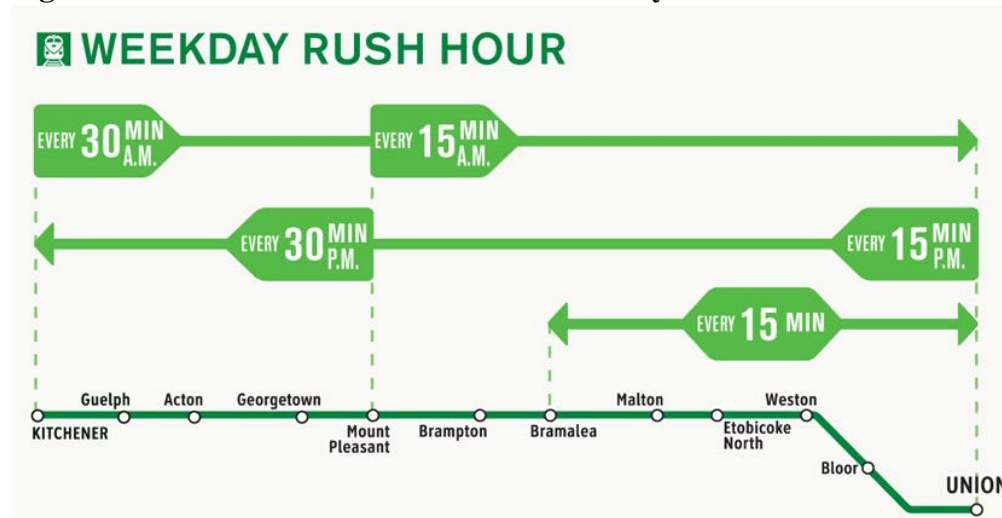 WEEKDAY RUSH HOUR
EVERY 30 MIN A.M.
EVERY 15 MIN A.M.
EVERY 30 MIN P.M.
EVERY 15 MIN P.M.
EVERY 15 MIN
Guelph
Acton
Georgetown
Malton
Weston
KITCHENER
Mount
Pleasant
Brampton
Bramalea
Etobicoke
North
Bloor
UNION